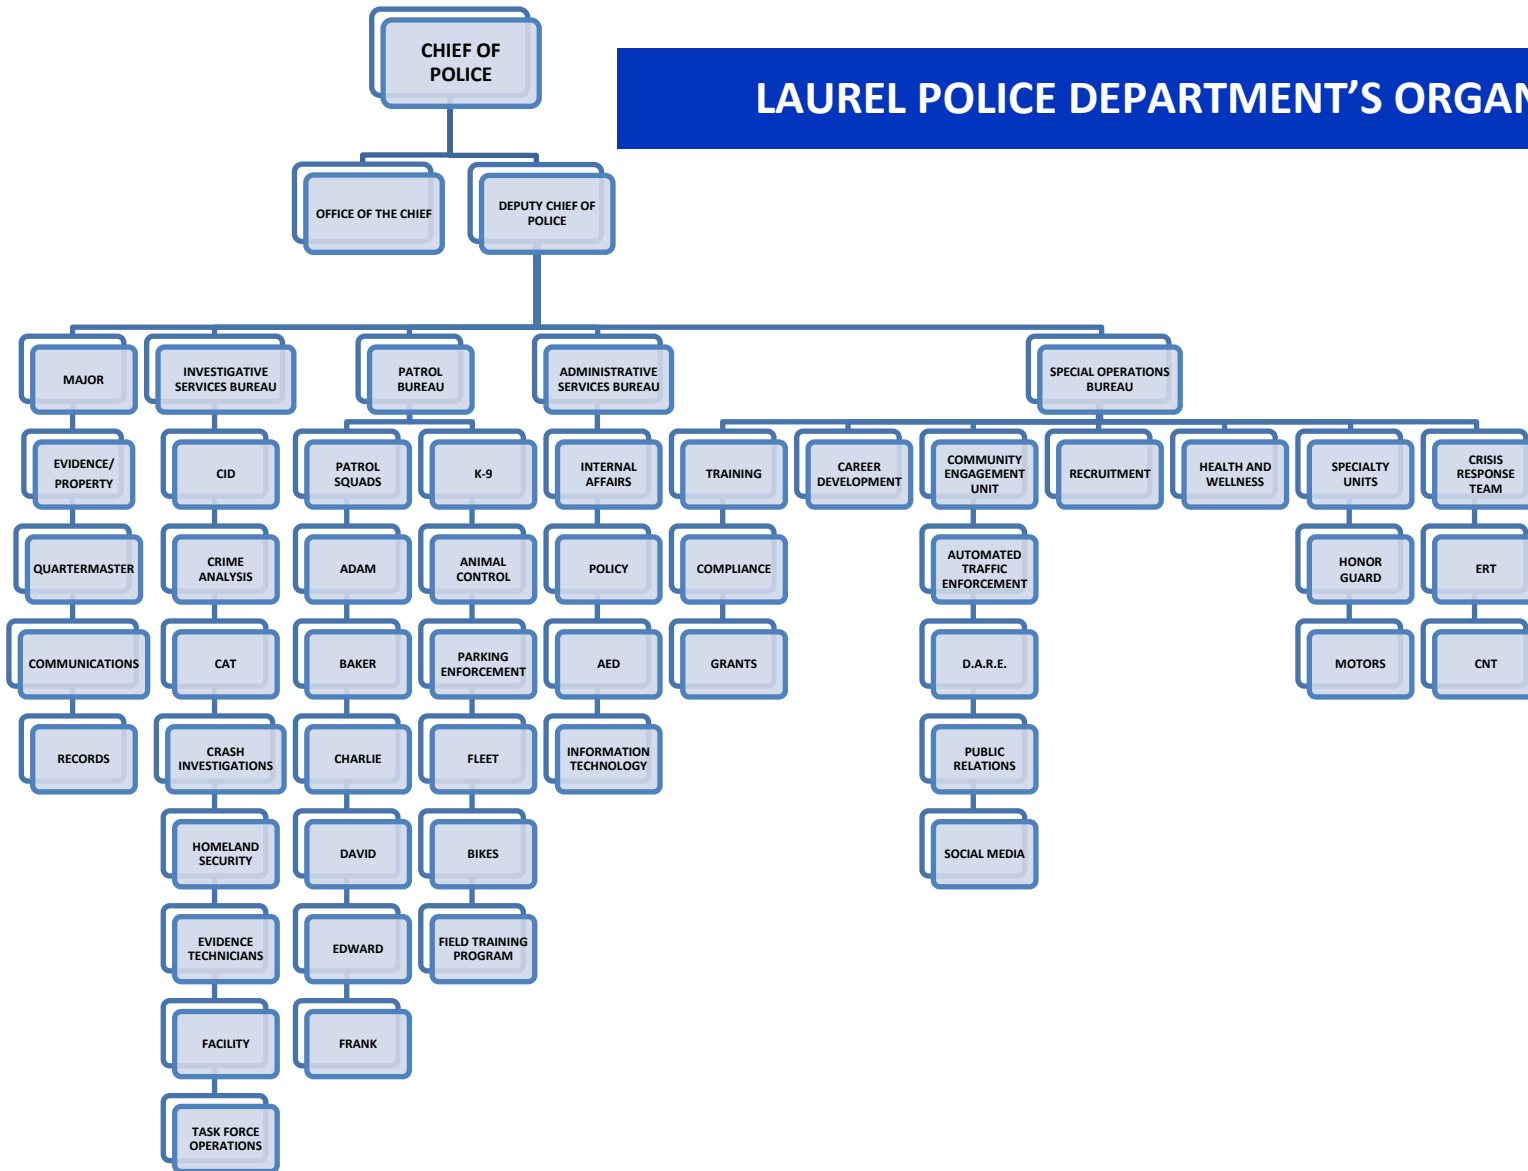 CHIEF OF
POLICE
LAUREL POLICE DEPARTMENT’S ORGAN
OFFICE OF THE CHIEF
DEPUTY CHIEF OF
POLICE
MAJOR
INVESTIGATIVE
SERVICES BUREAU
PATROL
BUREAU
ADMINISTRATIVE
SERVICES BUREAU
SPECIAL OPERATIONS
BUREAU
EVIDENCE/
PROPERTY
CID
PATROL
SQUADS
K-9
INTERNAL
AFFAIRS
TRAINING
CAREER
DEVELOPMENT
COMMUNITY
ENGAGEMENT
UNIT
RECRUITMENT
HEALTH AND
WELLNESS
SPECIALTY
UNITS
CRISIS
RESPONSE
TEAM
QUARTERMASTER
CRIME
ANALYSIS
ADAM
ANIMAL
CONTROL
POLICY
COMPLIANCE
AUTOMATED
TRAFFIC
ENFORCEMENT
HONOR
GUARD
ERT
COMMUNICATIONS
CAT
BAKER
PARKING
ENFORCEMENT
AED
GRANTS
D.A.R.E.
MOTORS
CNT
RECORDS
CRASH
INVESTIGATIONS
CHARLIE
FLEET
INFORMATION
TECHNOLOGY
PUBLIC
RELATIONS
HOMELAND
SECURITY
DAVID
BIKES
SOCIAL MEDIA
EVIDENCE
TECHNICIANS
EDWARD
FIELD TRAINING
PROGRAM
FACILITY
FRANK
TASK FORCE
OPERATIONS